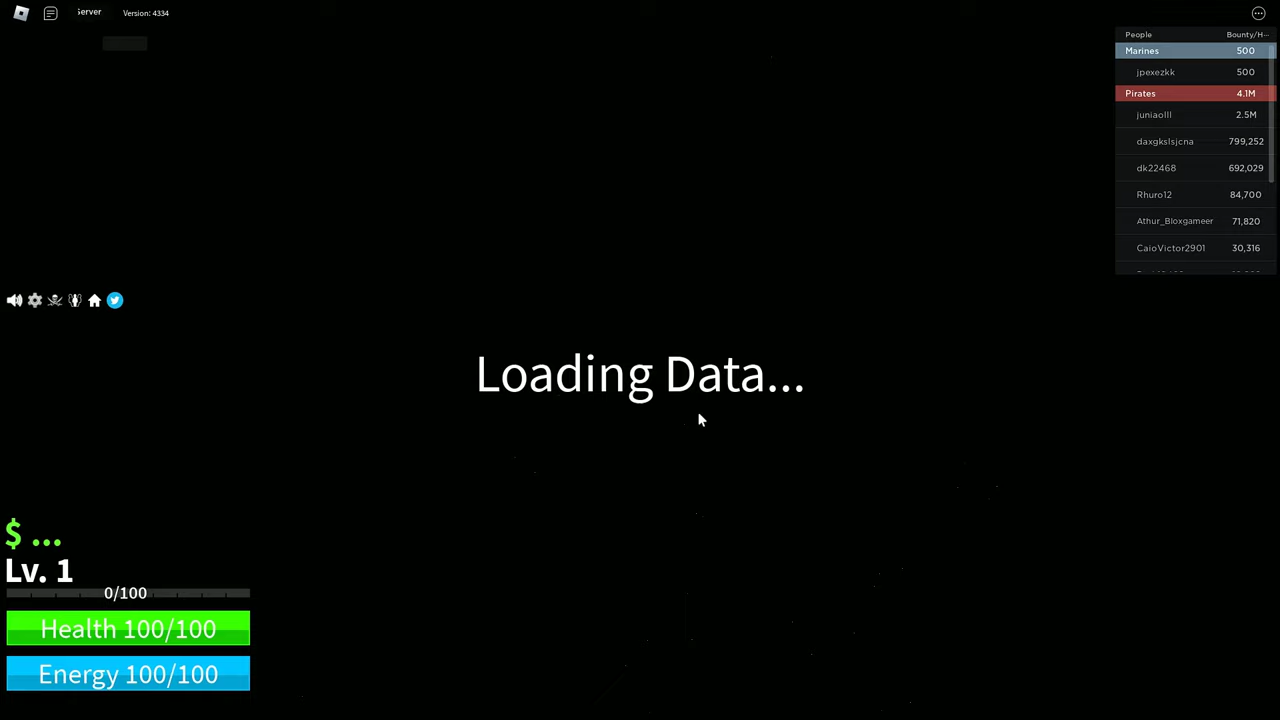 Server Version: 4334
People Bounty/H...
Marines 500
jpexezkk 500
Pirates 4.1M
juniaolll 2.5M
daxgkslsjcna 799,252
dk22468 692,029
Rhuro12 84,700
Athur_Bloxgameer 71,820
CaioVictor2901 30,316
Loading Data...
$ ...
Lv. 1
0/100
Health 100/100
Energy 100/100